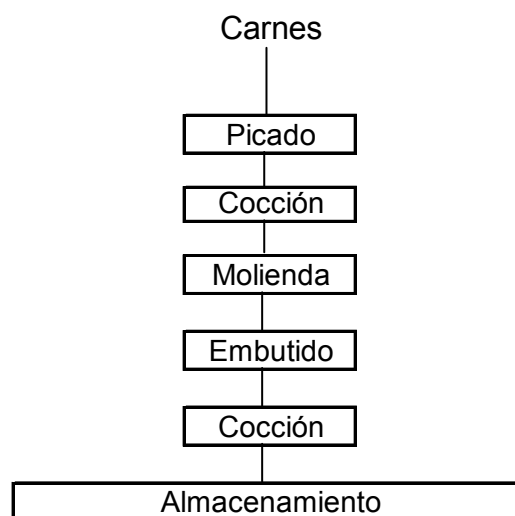 Carnes
Picado
Cocción
Molienda
Embutido
Cocción
Almacenamiento